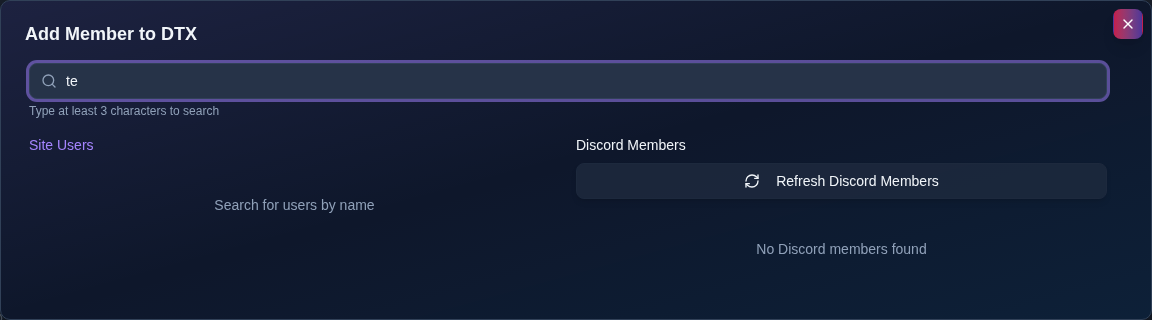 Add Member to DTX
te
Type at least 3 characters to search
Site Users
Search for users by name
Discord Members
Refresh Discord Members
No Discord members found